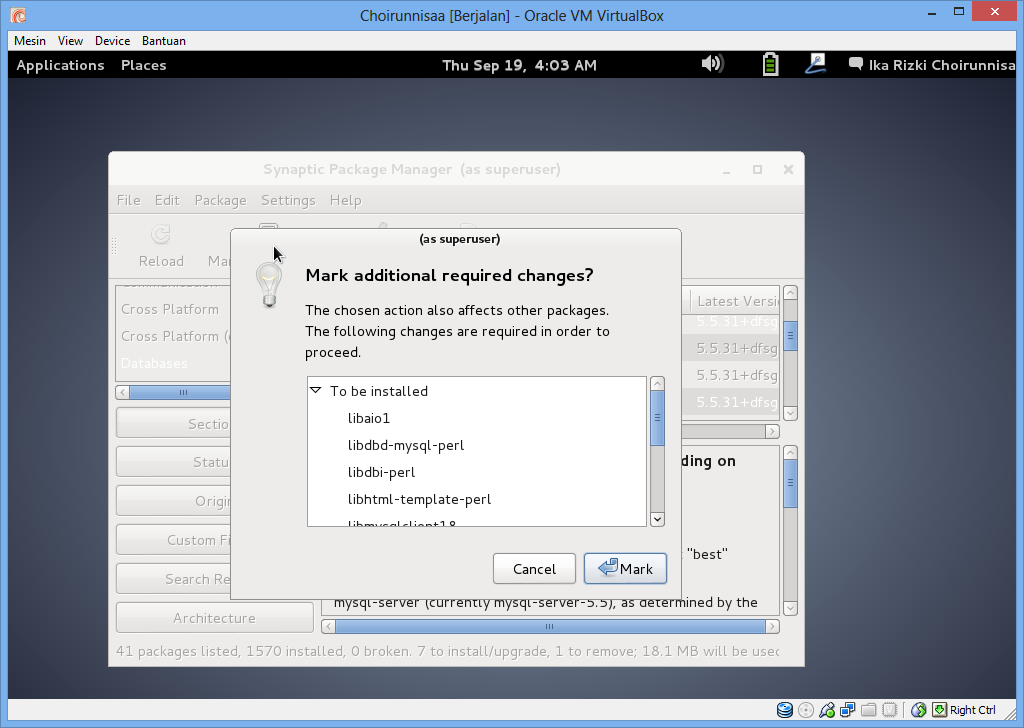 Choirunnisaa [Berjalan] - Oracle VM VirtualBox
Mesin View Device Bantuan
Applications Places Thu Sep 19, 4:03 AM Ika Rizki Choirunnisa
Synaptic Package Manager (as superuser)
File Edit Package Settings Help
Reload
(as superuser)
Mark additional required changes?
The chosen action also affects other packages.
The following changes are required in order to
proceed.
To be installed
libaio1
libdbd-mysql-perl
libdbi-perl
libhtml-template-perl
libmysqlclient18
Cancel Mark
Cross Platform
Cross Platform (
Databases
Latest Versi
5.5.31+dfsg
5.5.31+dfsg
5.5.31+dfsg
5.5.31+dfsg
Sectio
Statu
Origi
Custom Fi
Search Re
Architecture
ding on
"best"
mysql-server (currently mysql-server-5.5), as determined by the
41 packages listed, 1570 installed, 0 broken. 7 to install/upgrade, 1 to remove; 18.1 MB will be used
Right Ctrl